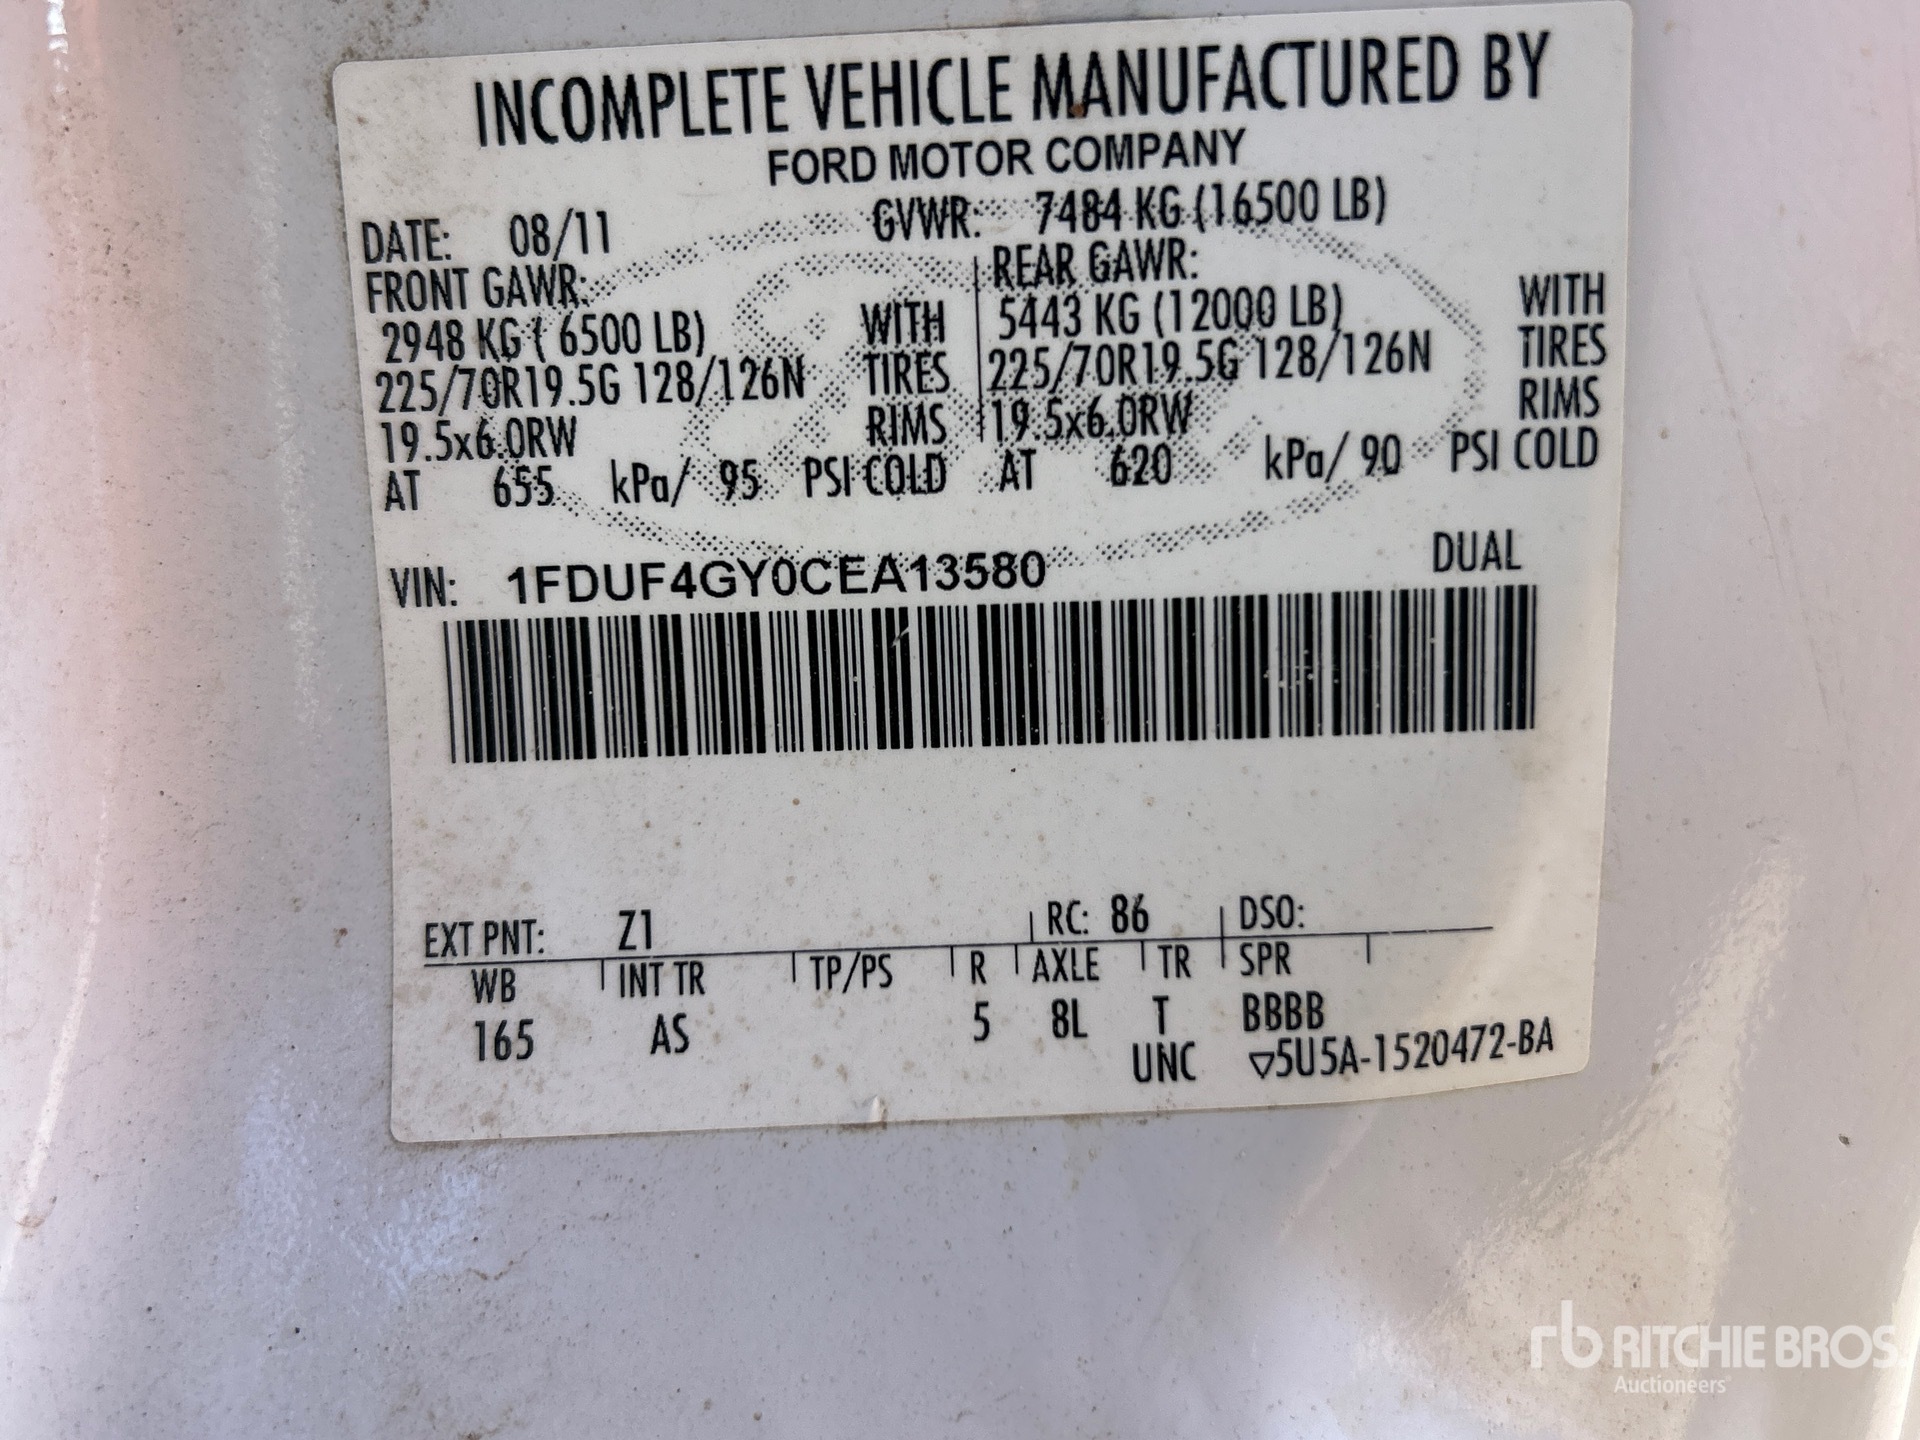 INCOMPLETE VEHICLE MANUFACTURED BY
FORD MOTOR COMPANY
DATE: 08/11 GVWR: 7484 KG (16500 LB)
FRONT GAWR: REAR GAWR:
2948 KG ( 6500 LB) WITH 5443 KG (12000 LB) WITH
225/70R19.5G 128/126N TIRES 225/70R19.5G 128/126N TIRES
19.5x6.0RW RIMS 19.5x6.0RW RIMS
AT 655 kPa/ 95 PSI COLD AT 620 kPa/ 90 PSI COLD
VIN: 1FDUF4GY0CEA13580 DUAL
EXT PNT: Z1 RC: 86 DSO:
WB INT TR TP/PS R AXLE TR SPR
165 AS 5 8L T BBBB
UNC ▽5U5A-1520472-BA
rb RITCHIE BROS.
Auctioneers